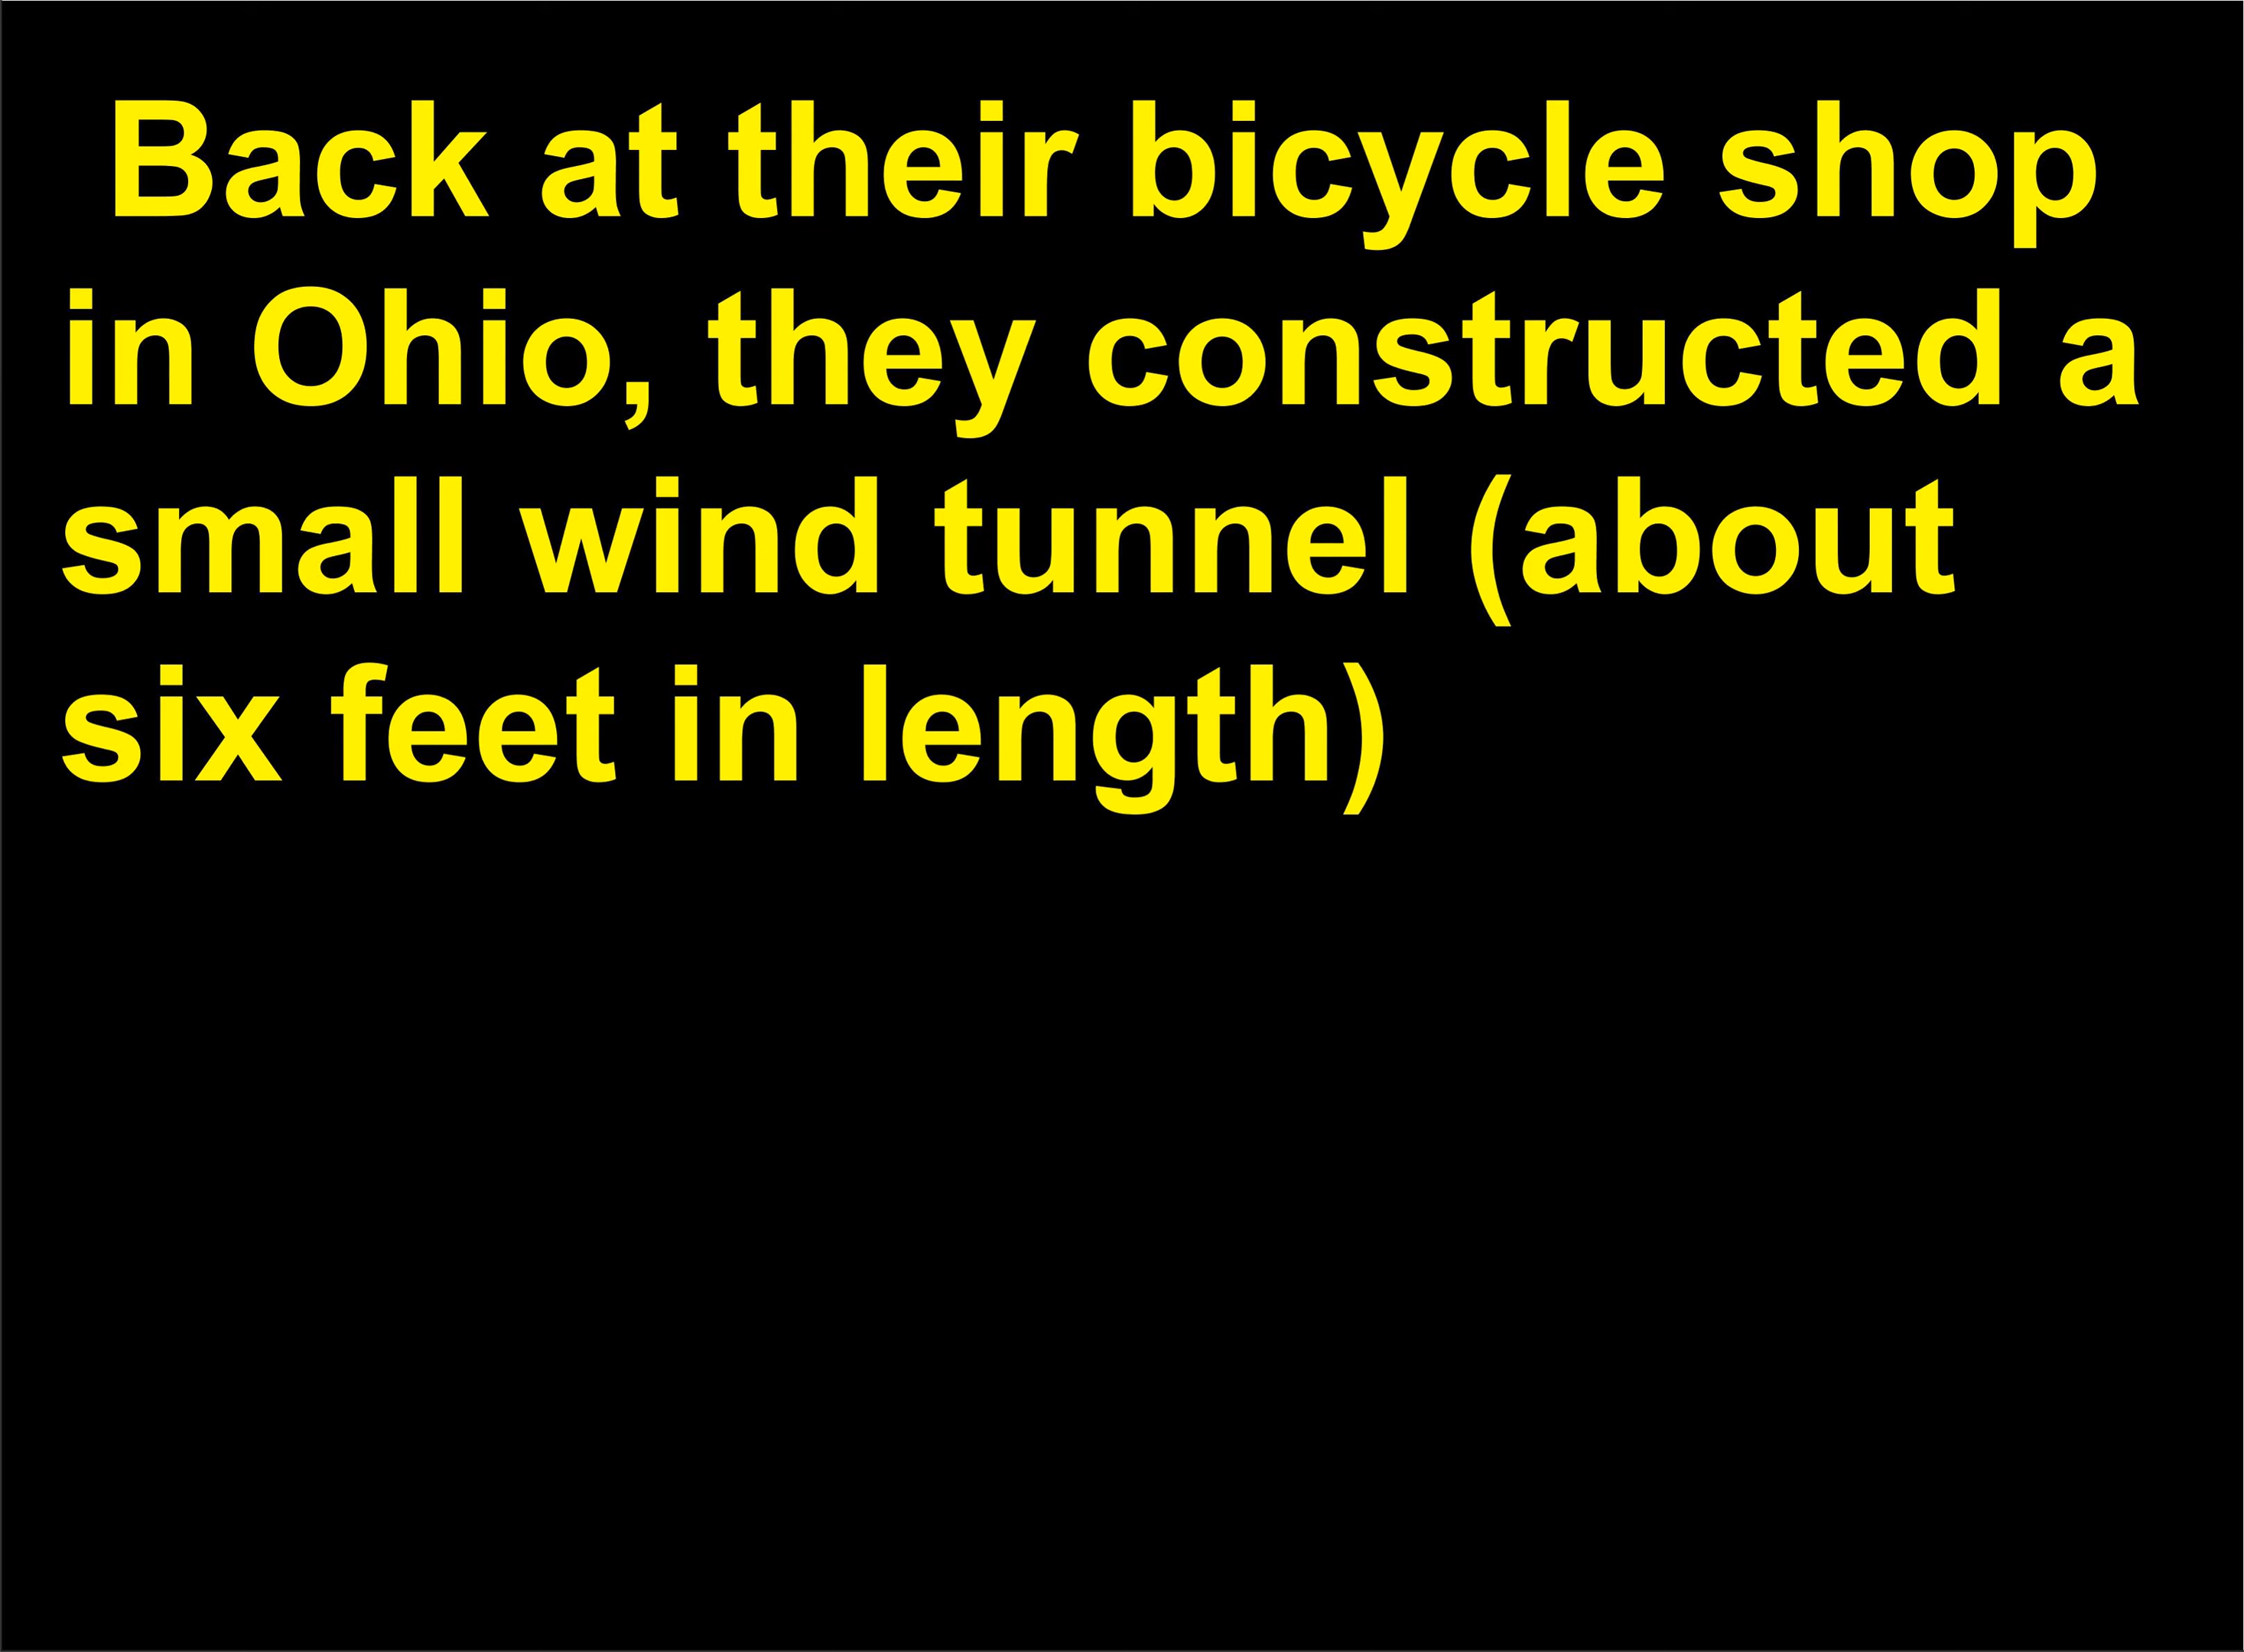 Back at their bicycle shop
in Ohio, they constructed a
small wind tunnel (about
six feet in length)